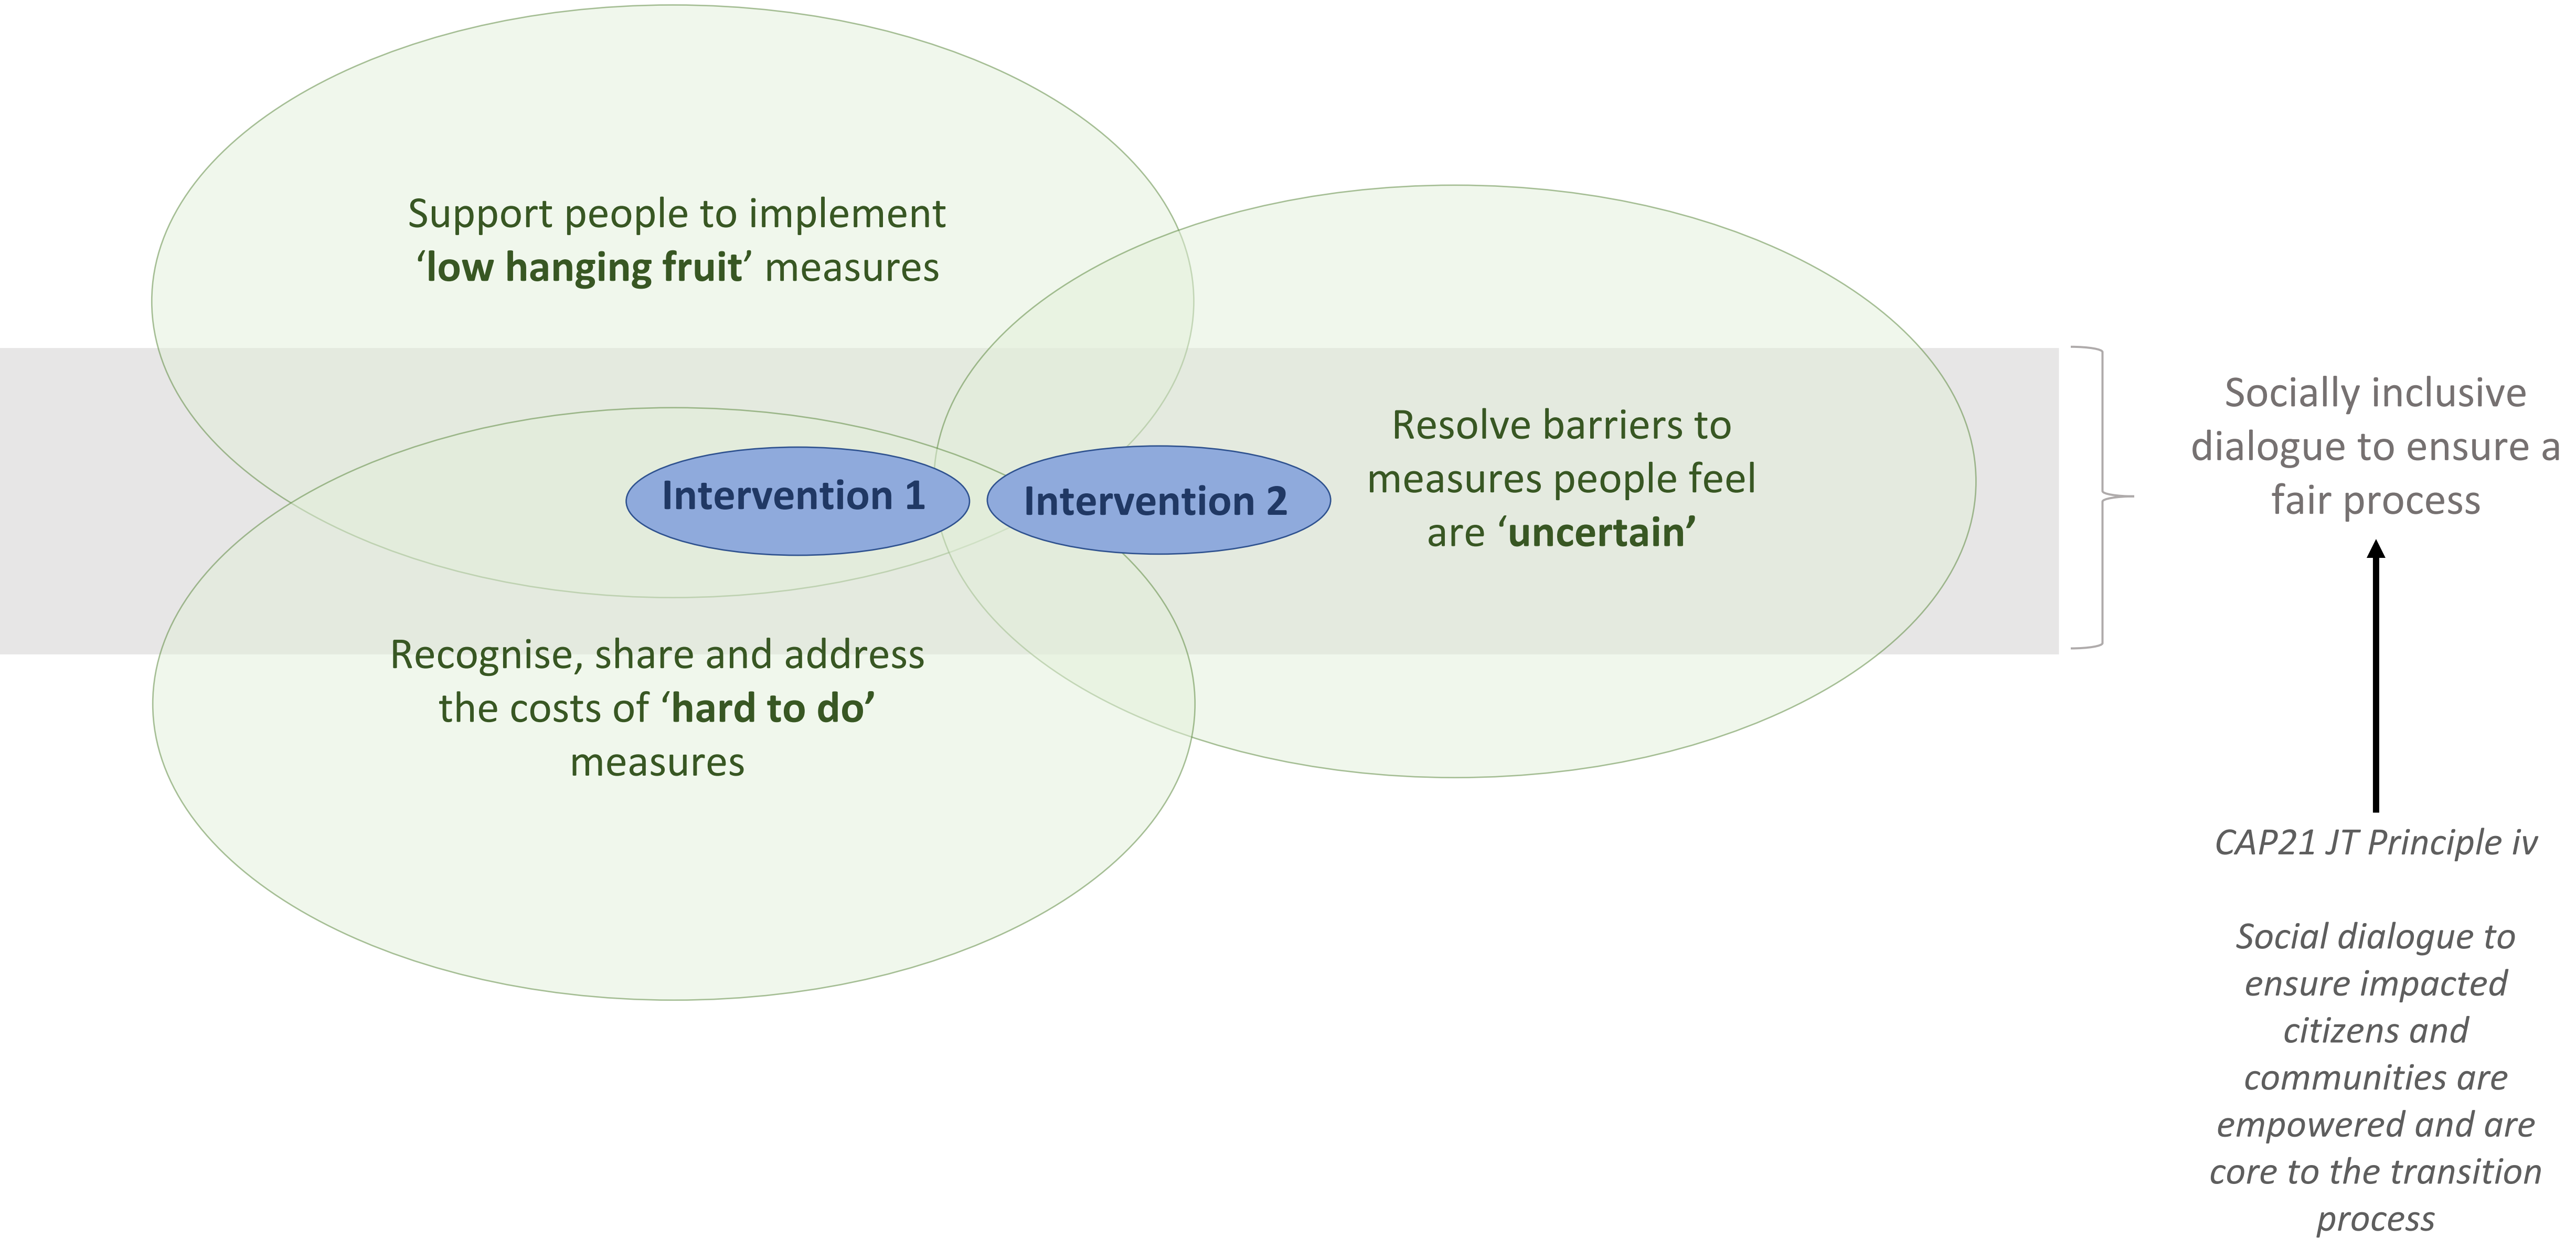 Support people to implement
‘low hanging fruit’ measures
Resolve barriers to
measures people feel
are ‘uncertain’
Intervention 1
Intervention 2
Recognise, share and address
the costs of ‘hard to do’
measures
Socially inclusive
dialogue to ensure a
fair process
CAP21 JT Principle iv
Social dialogue to
ensure impacted
citizens and
communities are
empowered and are
core to the transition
process